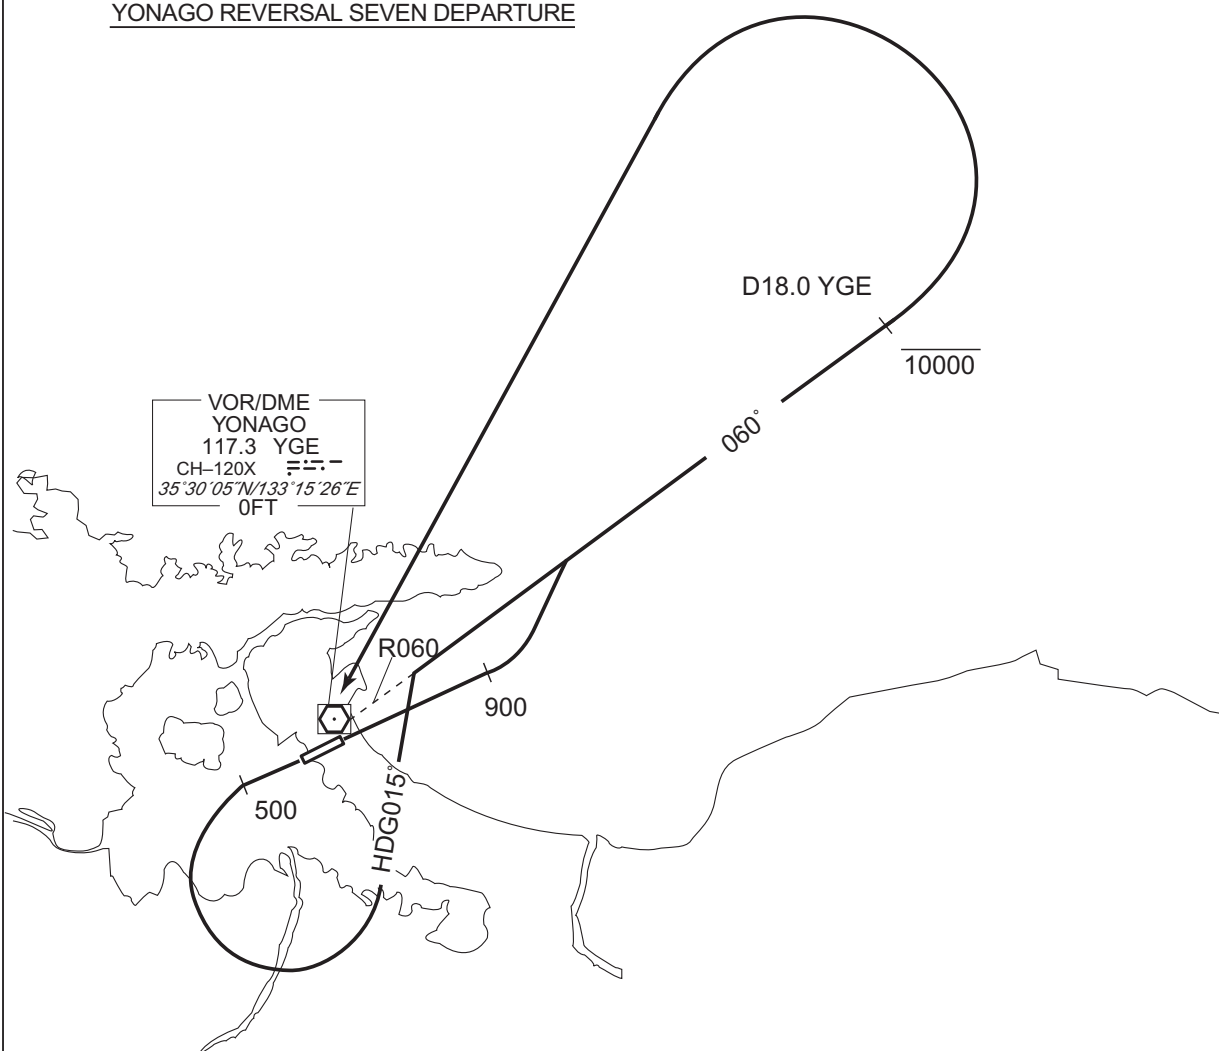 YONAGO REVERSAL SEVEN DEPARTURE
D18.0 YGE
10000
060°
VOR/DME
YONAGO
117.3 YGE
CH–120X
35°30′05″N/133°15′26″E
0FT
R060
900
500
HDG015°